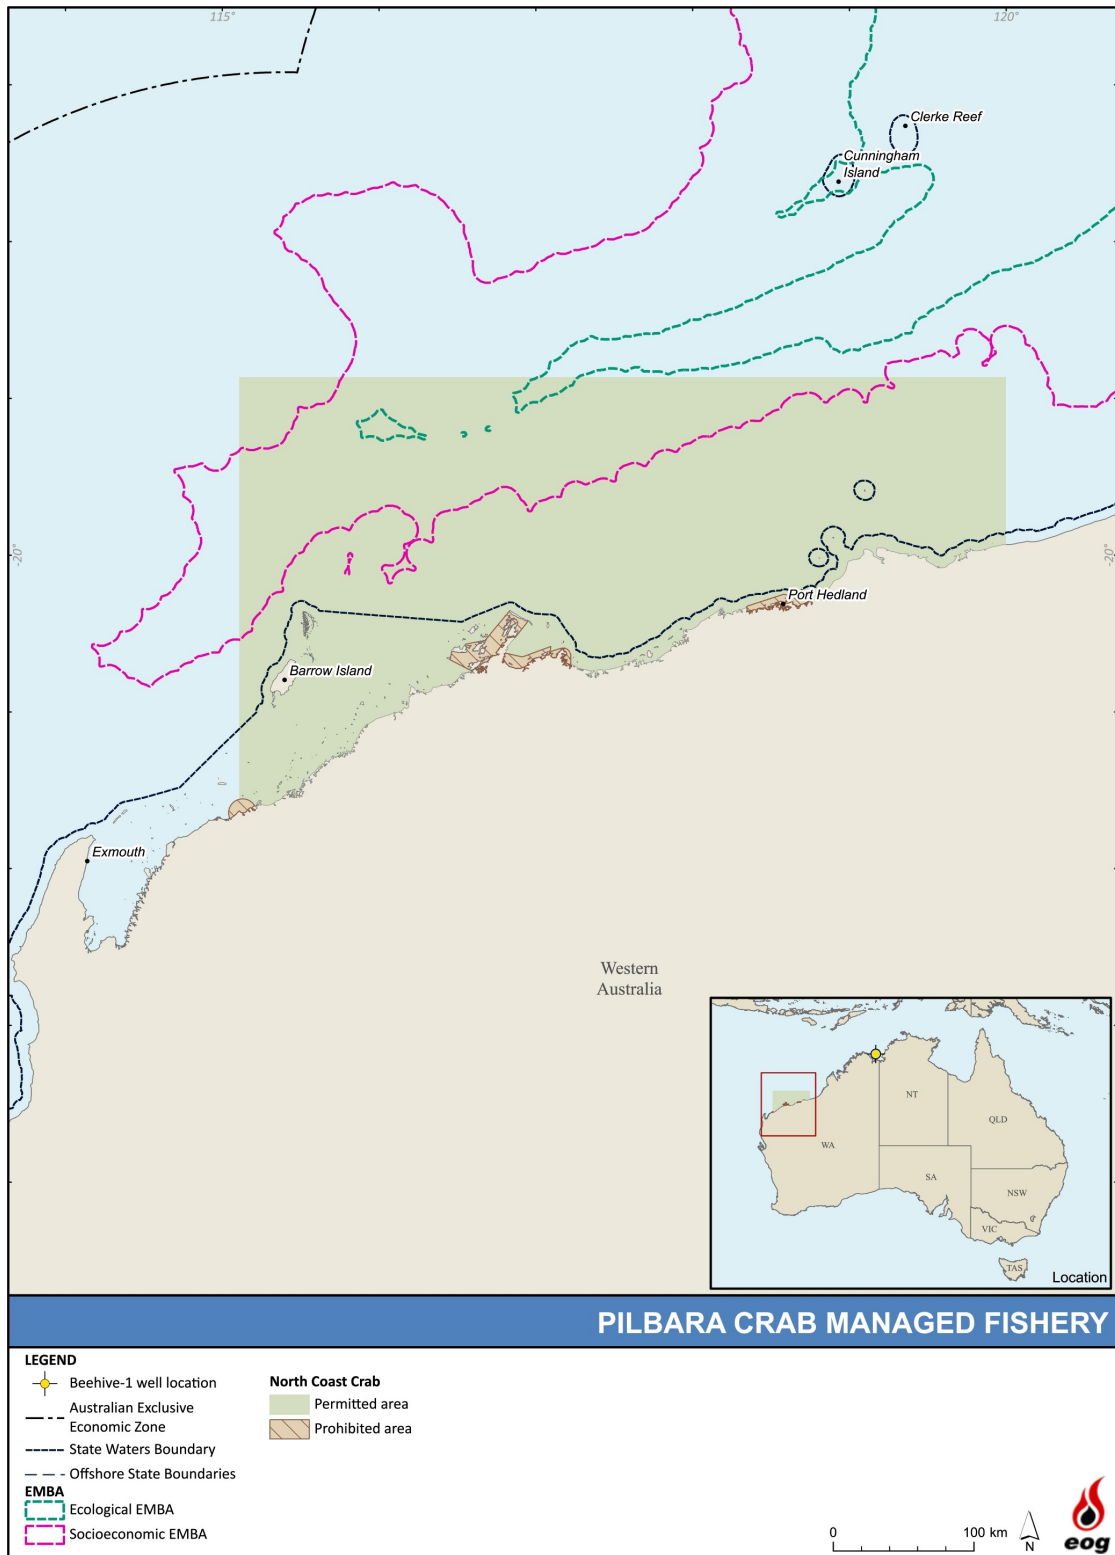 115°
120°
Clerke Reef
Cunningham
Island
-20°
-20°
Port Hedland
Barrow Island
Exmouth
Western
Australia
NT
QLD
WA
SA
NSW
VIC
TAS
Location
PILBARA CRAB MANAGED FISHERY
LEGEND
Beehive-1 well location
Australian Exclusive
Economic Zone
State Waters Boundary
Offshore State Boundaries
EMBA
Ecological EMBA
Socioeconomic EMBA
North Coast Crab
Permitted area
Prohibited area
0
100 km
N
eog